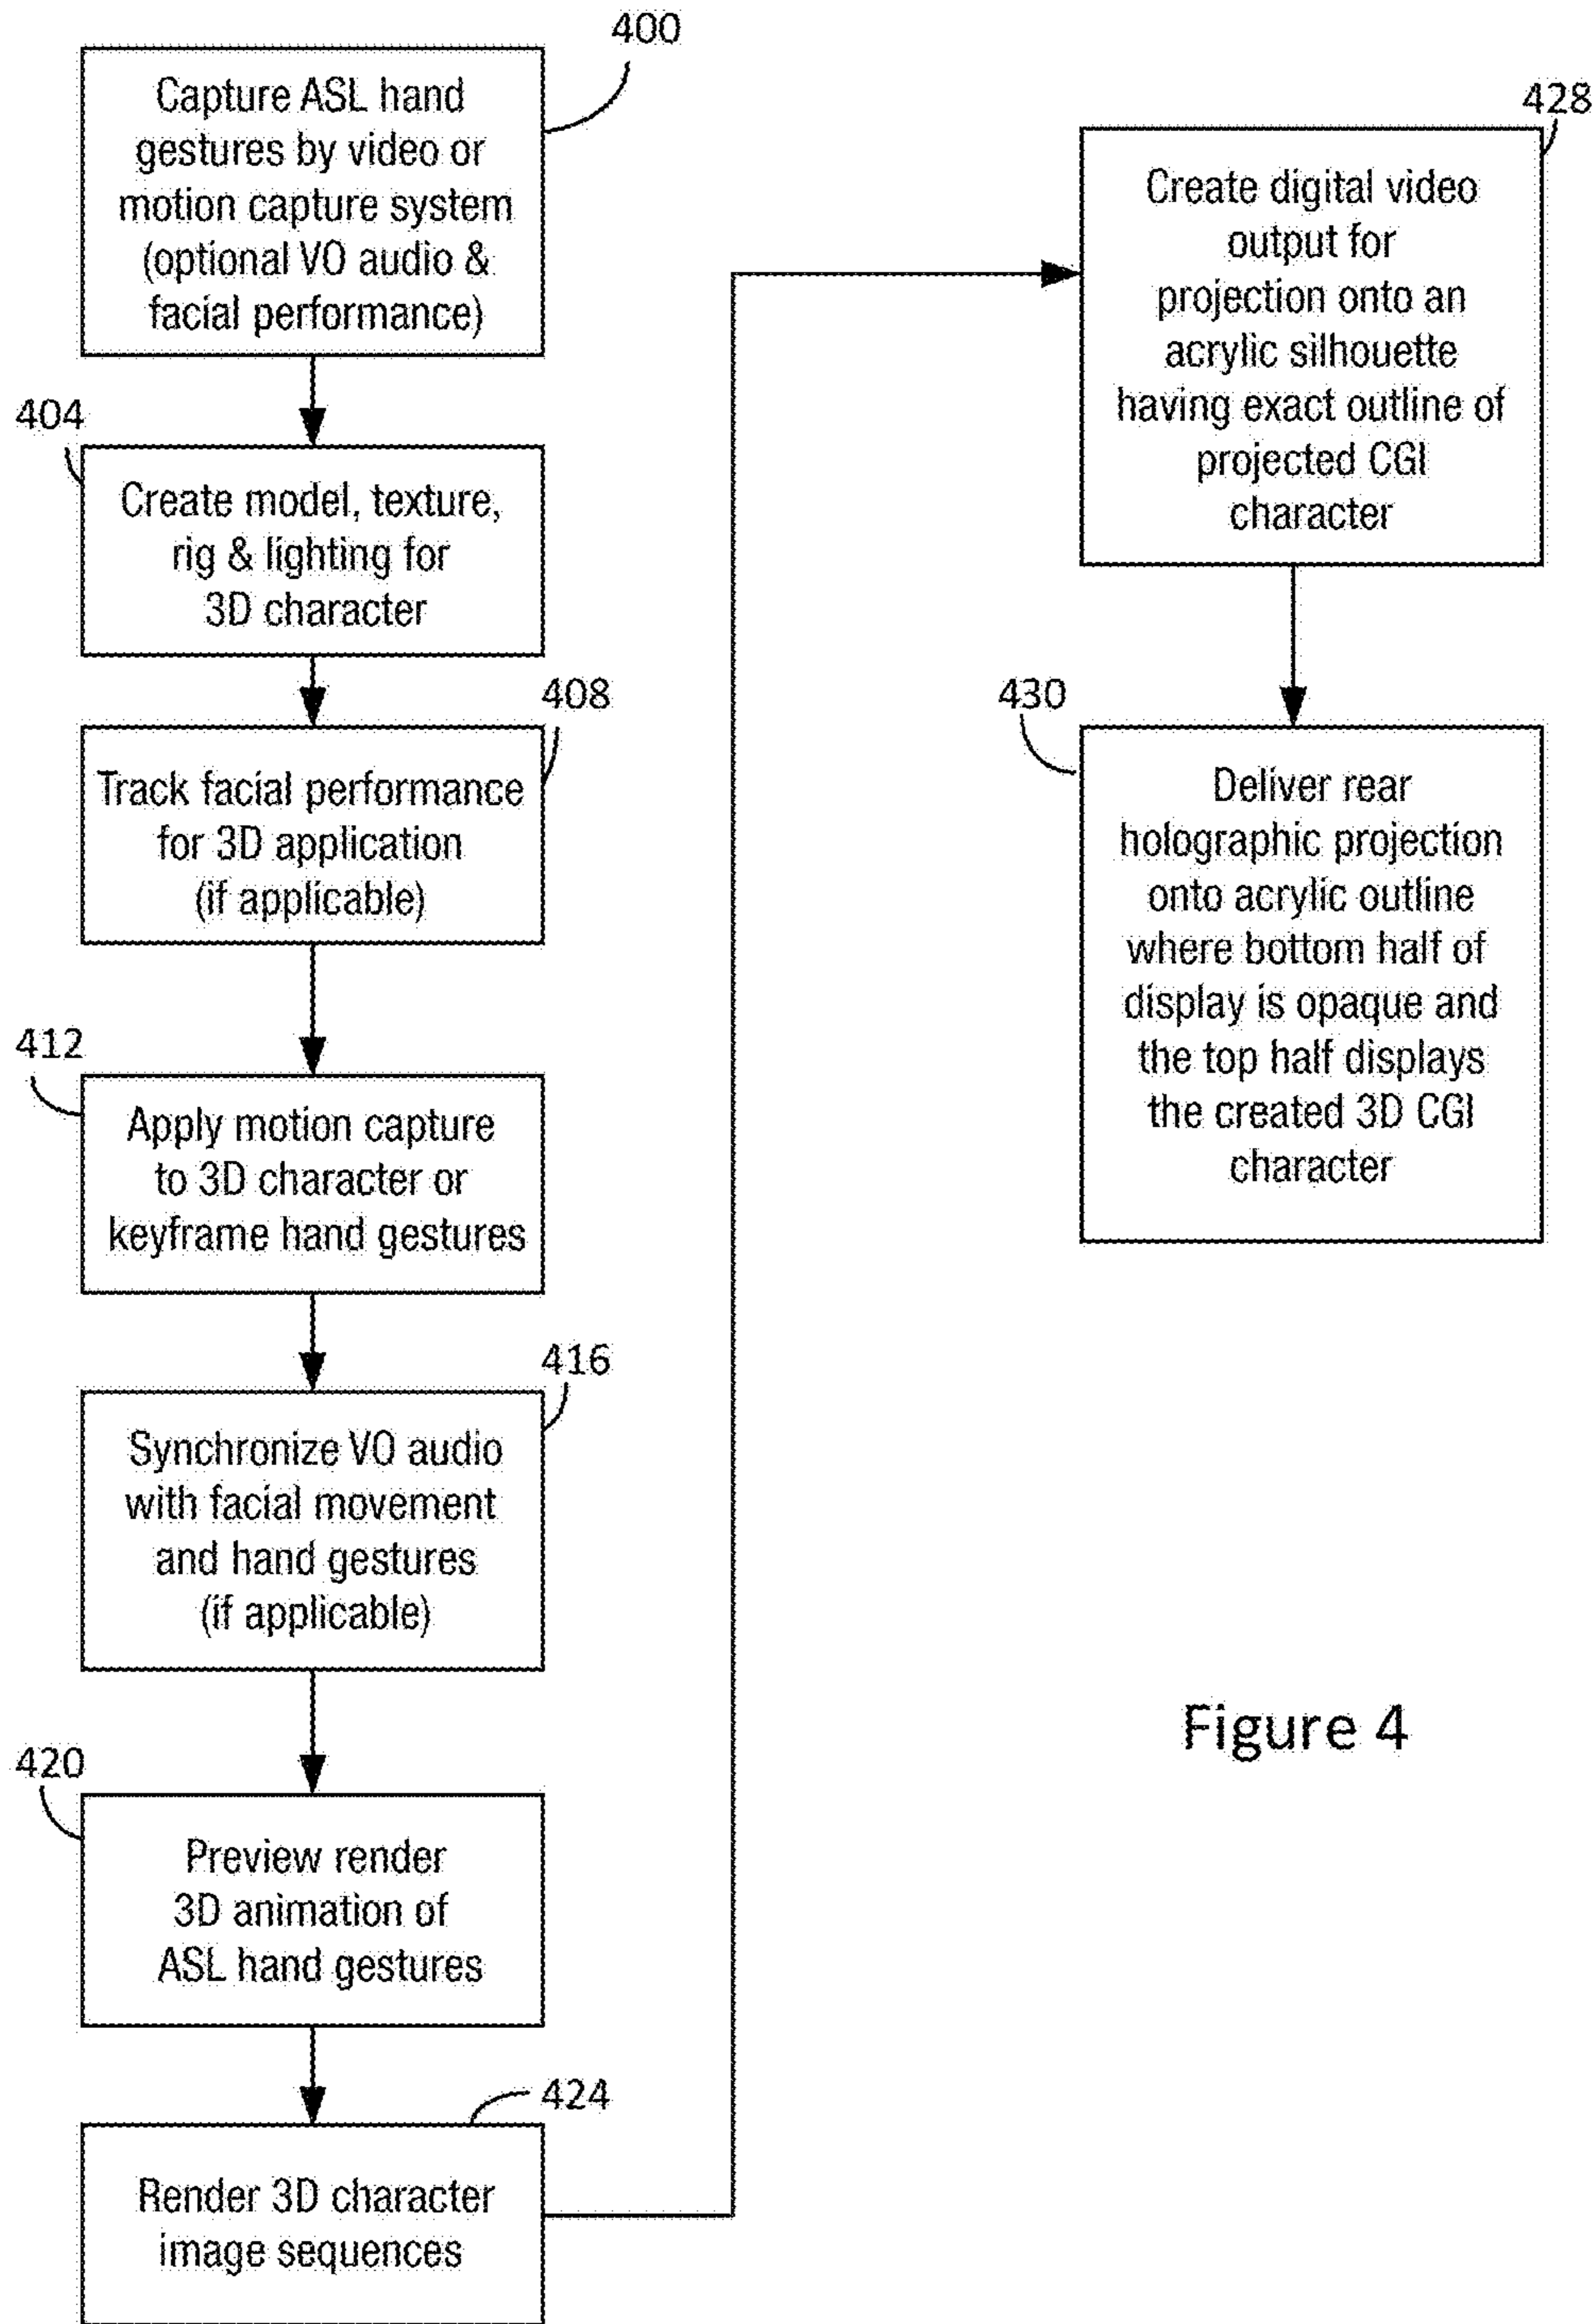 400
Capture ASL hand
gestures by video or
motion capture system
(optional VO audio &
facial performance)
404
Create model, texture,
rig & lighting for
3D character
408
Track facial performance
for 3D application
(if applicable)
412
Apply motion capture
to 3D character or
keyframe hand gestures
416
Synchronize VO audio
with facial movement
and hand gestures
(if applicable)
420
Preview render
3D animation of
ASL hand gestures
424
Render 3D character
image sequences
428
Create digital video
output for
projection onto an
acrylic silhouette
having exact outline of
projected CGI
character
430
Deliver rear
holographic projection
onto acrylic outline
where bottom half of
display is opaque and
the top half displays
the created 3D CGI
character
Figure 4